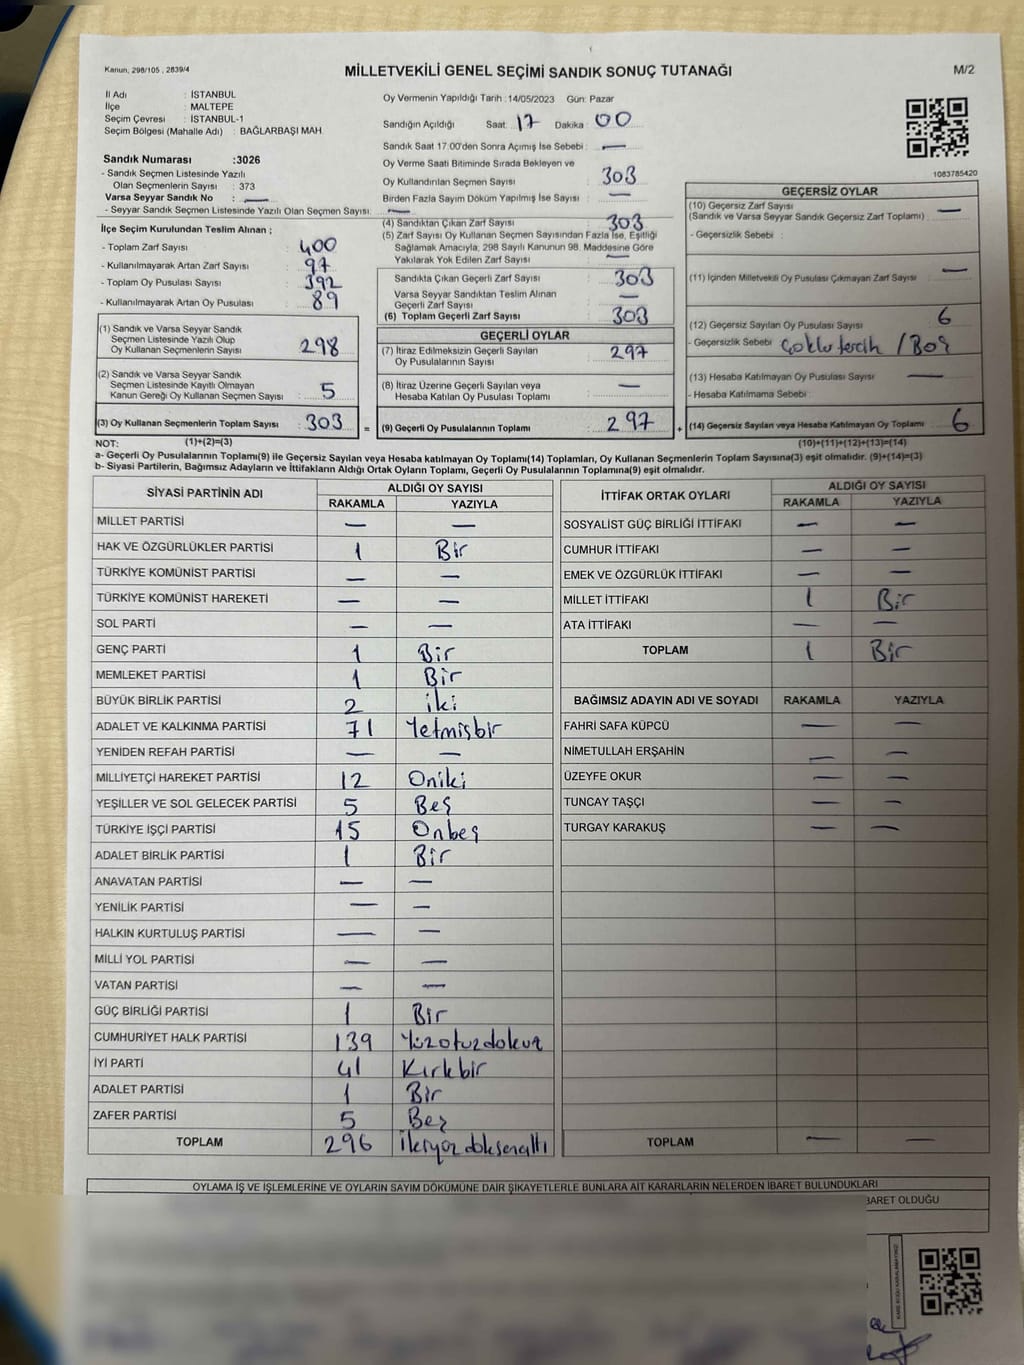 Kanun, 298/105 , 2839/4
MİLLETVEKİLİ GENEL SEÇİMİ SANDIK SONUÇ TUTANAĞI
M/2
İl Adı : İSTANBUL
İlçe : MALTEPE
Seçim Çevresi : İSTANBUL-1
Seçim Bölgesi (Mahalle Adı) : BAĞLARBAŞI MAH.
Sandık Numarası :3026
- Sandık Seçmen Listesinde Yazılı
Olan Seçmenlerin Sayısı : 373
Varsa Seyyar Sandık No : —
- Seyyar Sandık Seçmen Listesinde Yazılı Olan Seçmen Sayısı: —
İlçe Seçim Kurulundan Teslim Alınan ;
- Toplam Zarf Sayısı : 400
- Kullanılmayarak Artan Zarf Sayısı : 97
- Toplam Oy Pusulası Sayısı : 392
- Kullanılmayarak Artan Oy Pusulası : 89
(1) Sandık ve Varsa Seyyar Sandık
Seçmen Listesinde Yazılı Olup
Oy Kullanan Seçmenlerin Sayısı : 298
(2) Sandık ve Varsa Seyyar Sandık
Seçmen Listesinde Kayıtlı Olmayan
Kanun Gereği Oy Kullanan Seçmen Sayısı : 5
(3) Oy Kullanan Seçmenlerin Toplam Sayısı : 303 =
Oy Vermenin Yapıldığı Tarih :14/05/2023 Gün: Pazar
Sandığın Açıldığı Saat: 17 Dakika: 00
Sandık Saat 17:00'den Sonra Açımış İse Sebebi : —
Oy Verme Saati Bitiminde Sırada Bekleyen ve
Oy Kullandırılan Seçmen Sayısı : 303
Birden Fazla Sayım Döküm Yapılmış İse Sayısı : —
(4) Sandıktan Çıkan Zarf Sayısı : 303
(5) Zarf Sayısı Oy Kullanan Seçmen Sayısından Fazla İse, Eşitliği
Sağlamak Amacıyla, 298 Sayılı Kanunun 98. Maddesine Göre
Yakılarak Yok Edilen Zarf Sayısı : —
Sandıkta Çıkan Geçerli Zarf Sayısı : 303
Varsa Seyyar Sandıktan Teslim Alınan
Geçerli Zarf Sayısı : —
(6) Toplam Geçerli Zarf Sayısı : 303
GEÇERLİ OYLAR
(7) İtiraz Edilmeksizin Geçerli Sayılan
Oy Pusulalarının Sayısı : 297
(8) İtiraz Üzerine Geçerli Sayılan veya
Hesaba Katılan Oy Pusulası Toplamı : —
(9) Geçerli Oy Pusulalarının Toplamı : 297 +
1083785420
GEÇERSİZ OYLAR
(10) Geçersiz Zarf Sayısı : —
(Sandık ve Varsa Seyyar Sandık Geçersiz Zarf Toplamı)
- Geçersizlik Sebebi :
(11) İçinden Milletvekili Oy Pusulası Çıkmayan Zarf Sayısı : —
(12) Geçersiz Sayılan Oy Pusulası Sayısı : 6
- Geçersizlik Sebebi : Çoklu tercih / Boş
(13) Hesaba Katılmayan Oy Pusulası Sayısı : —
- Hesaba Katılmama Sebebi :
(14) Geçersiz Sayılan veya Hesaba Katılmayan Oy Toplamı : 6
NOT: (1)+(2)=(3) (10)+(11)+(12)+(13)=(14)
a- Geçerli Oy Pusulalarının Toplamı(9) ile Geçersiz Sayılan veya Hesaba katılmayan Oy Toplamı(14) Toplamları, Oy Kullanan Seçmenlerin Toplam Sayısına(3) eşit olmalıdır. (9)+(14)=(3)
b- Siyasi Partilerin, Bağımsız Adayların ve İttifakların Aldığı Ortak Oyların Toplamı, Geçerli Oy Pusulalarının Toplamına(9) eşit olmalıdır.
SİYASİ PARTİNİN ADI ALDIĞI OY SAYISI
RAKAMLA YAZIYLA
MİLLET PARTİSİ — —
HAK VE ÖZGÜRLÜKLER PARTİSİ 1 Bir
TÜRKİYE KOMÜNİST PARTİSİ — —
TÜRKİYE KOMÜNİST HAREKETİ — —
SOL PARTİ — —
GENÇ PARTİ 1 Bir
MEMLEKET PARTİSİ 1 Bir
BÜYÜK BİRLİK PARTİSİ 2 iki
ADALET VE KALKINMA PARTİSİ 71 Yetmişbir
YENİDEN REFAH PARTİSİ — —
MİLLİYETÇİ HAREKET PARTİSİ 12 Oniki
YEŞİLLER VE SOL GELECEK PARTİSİ 5 Beş
TÜRKİYE İŞÇİ PARTİSİ 15 Onbeş
ADALET BİRLİK PARTİSİ 1 Bir
ANAVATAN PARTİSİ — —
YENİLİK PARTİSİ — —
HALKIN KURTULUŞ PARTİSİ — —
MİLLİ YOL PARTİSİ — —
VATAN PARTİSİ — —
GÜÇ BİRLİĞİ PARTİSİ 1 Bir
CUMHURİYET HALK PARTİSİ 139 Yüzotuzdokuz
İYİ PARTİ 41 Kırkbir
ADALET PARTİSİ 1 Bir
ZAFER PARTİSİ 5 Beş
TOPLAM 296 İkiyüz doksenaltı
İTTİFAK ORTAK OYLARI ALDIĞI OY SAYISI
RAKAMLA YAZIYLA
SOSYALİST GÜÇ BİRLİĞİ İTTİFAKI — —
CUMHUR İTTİFAKI — —
EMEK VE ÖZGÜRLÜK İTTİFAKI — —
MİLLET İTTİFAKI 1 Bir
ATA İTTİFAKI — —
TOPLAM 1 Bir
BAĞIMSIZ ADAYIN ADI VE SOYADI RAKAMLA YAZIYLA
FAHRİ SAFA KÜPCÜ — —
NİMETULLAH ERŞAHİN — —
ÜZEYFE OKUR — —
TUNCAY TAŞÇI — —
TURGAY KARAKUŞ — —
TOPLAM — —
OYLAMA İŞ VE İŞLEMLERİNE VE OYLARIN SAYIM DÖKÜMÜNE DAİR ŞİKAYETLERLE BUNLARA AİT KARARLARIN NELERDEN İBARET BULUNDUKLARI
BARET OLDUĞU